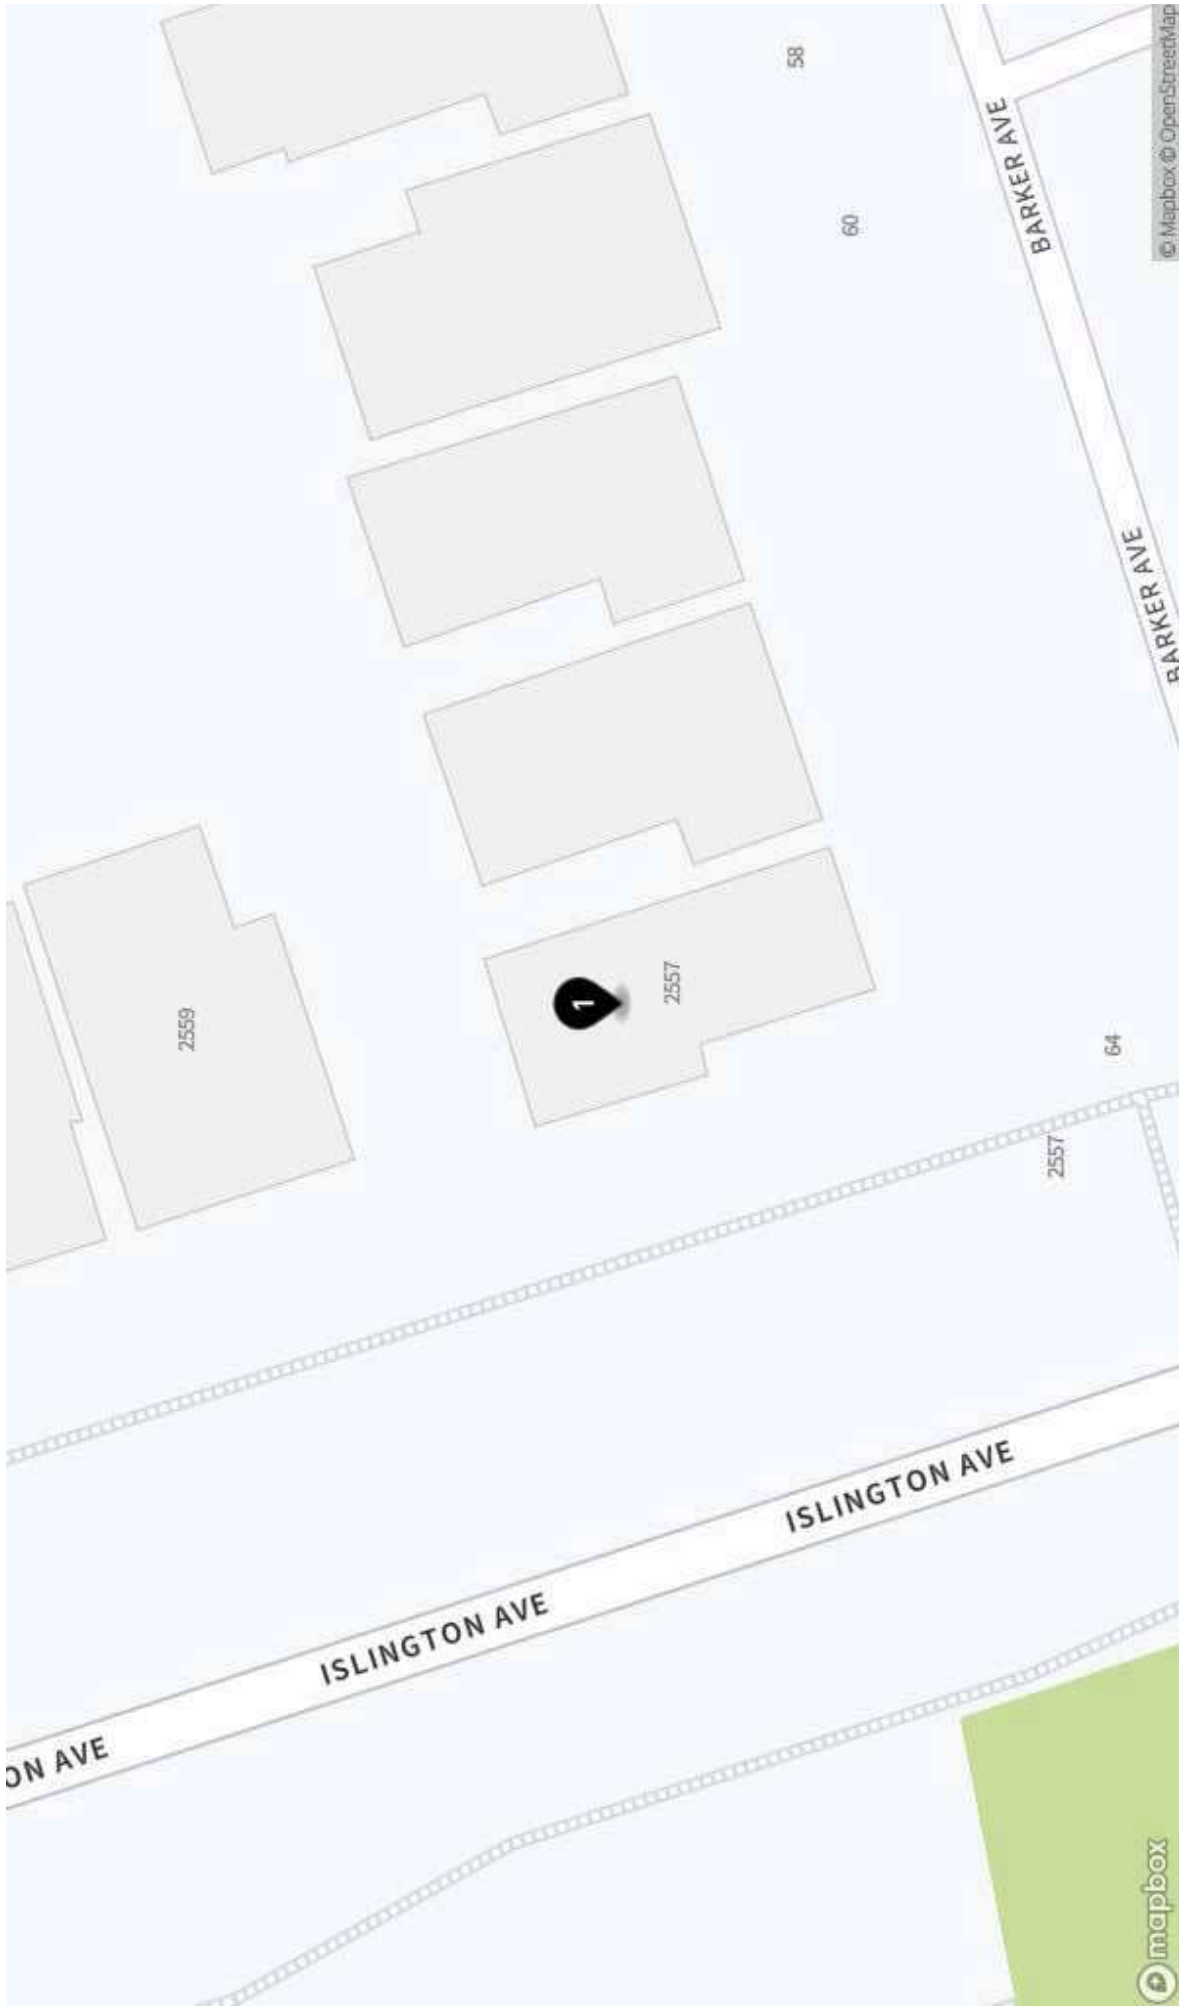 58
60
BARKER AVE
BARKER AVE
© Mapbox © OpenStreetMap
2559
1
2557
64
2557
ISLINGTON AVE
ISLINGTON AVE
ON AVE
mapbox